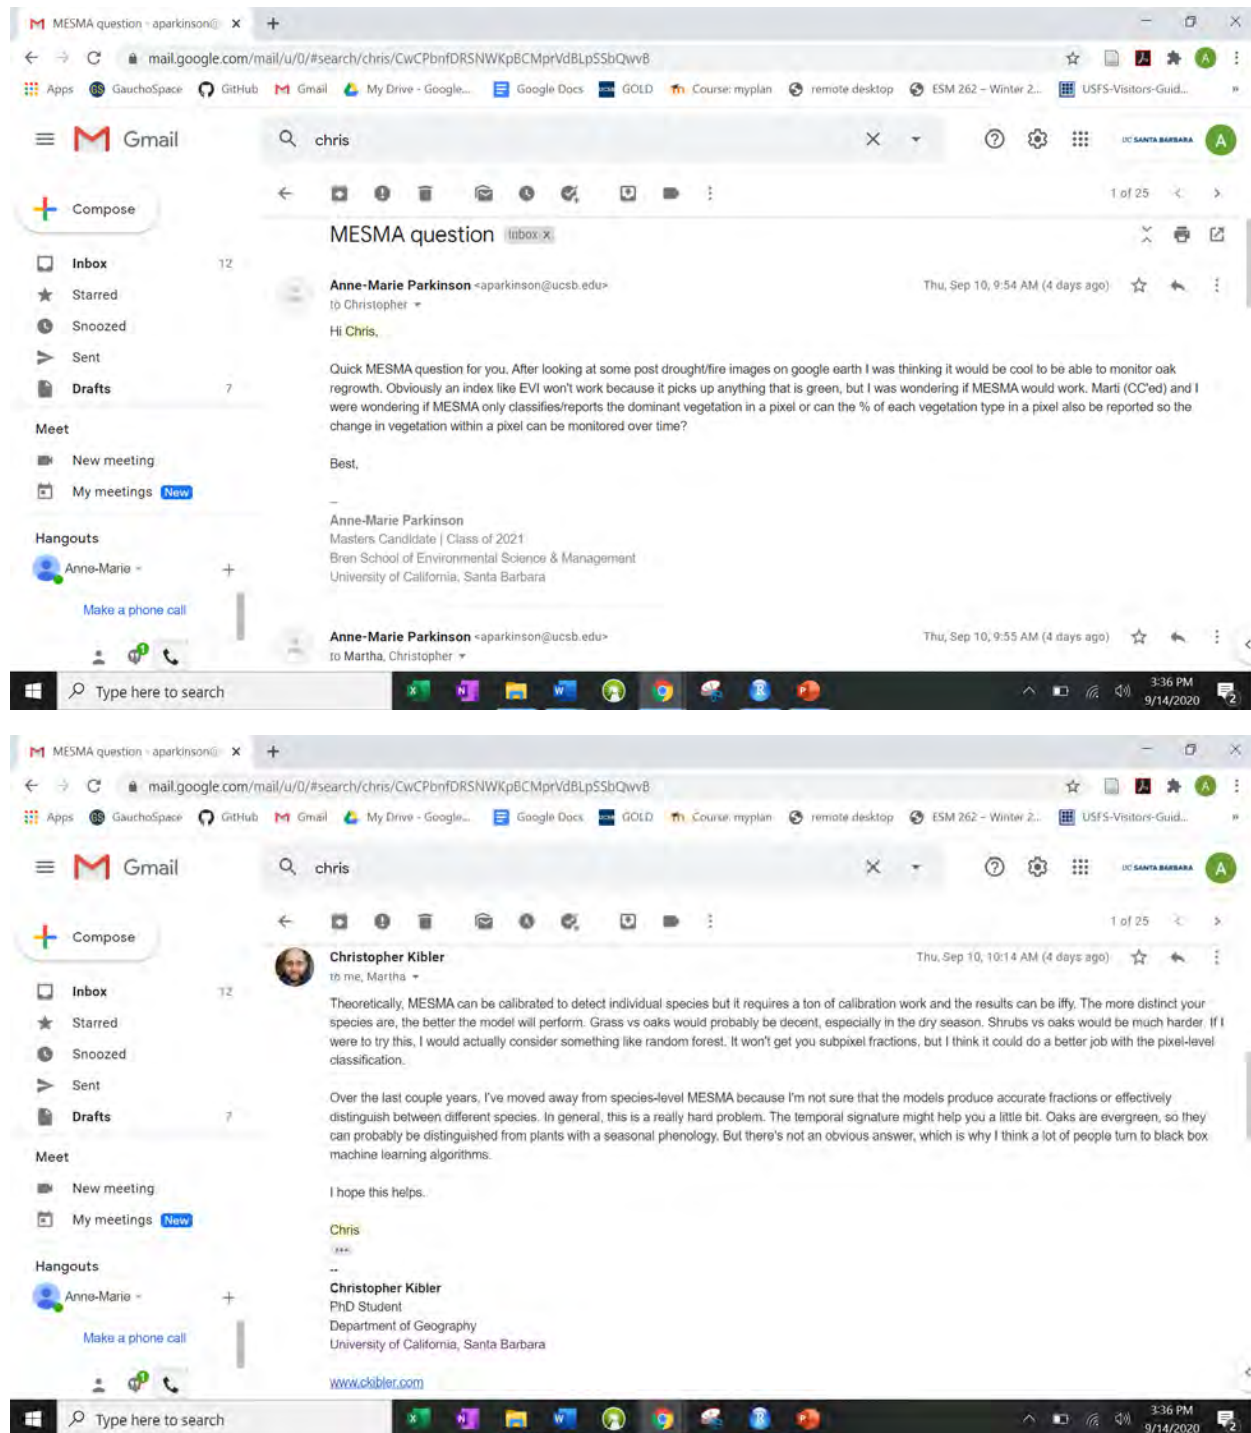 MESMA question - aparkinson@
mail.google.com/mail/u/0/#search/chris/CwCPbnfDRSNWKpBCMprVdBLpSSbQwvB
Apps GauchoSpace GitHub Gmail My Drive - Google... Google Docs GOLD Course: myplan remote desktop ESM 262 – Winter 2... USFS-Visitors-Guid... »
Gmail
chris
UC SANTA BARBARA
A
Compose
1 of 25
MESMA question Inbox x
Inbox 12
Starred
Snoozed
Sent
Drafts 7
Anne-Marie Parkinson <aparkinson@ucsb.edu> Thu, Sep 10, 9:54 AM (4 days ago)
to Christopher
Hi Chris,
Quick MESMA question for you. After looking at some post drought/fire images on google earth I was thinking it would be cool to be able to monitor oak
regrowth. Obviously an index like EVI won't work because it picks up anything that is green, but I was wondering if MESMA would work. Marti (CC'ed) and I
were wondering if MESMA only classifies/reports the dominant vegetation in a pixel or can the % of each vegetation type in a pixel also be reported so the
change in vegetation within a pixel can be monitored over time?
Best,
--
Anne-Marie Parkinson
Masters Candidate | Class of 2021
Bren School of Environmental Science & Management
University of California, Santa Barbara
Meet
New meeting
My meetings New
Hangouts
Anne-Marie
Make a phone call
1
Anne-Marie Parkinson <aparkinson@ucsb.edu> Thu, Sep 10, 9:55 AM (4 days ago)
to Martha, Christopher
Type here to search
3:36 PM
9/14/2020
2
MESMA question - aparkinson@
mail.google.com/mail/u/0/#search/chris/CwCPbnfDRSNWKpBCMprVdBLpSSbQwvB
Apps GauchoSpace GitHub Gmail My Drive - Google... Google Docs GOLD Course: myplan remote desktop ESM 262 – Winter 2... USFS-Visitors-Guid... »
Gmail
chris
UC SANTA BARBARA
A
Compose
1 of 25
Inbox 12
Starred
Snoozed
Sent
Drafts 7
Christopher Kibler Thu, Sep 10, 10:14 AM (4 days ago)
to me, Martha
Theoretically, MESMA can be calibrated to detect individual species but it requires a ton of calibration work and the results can be iffy. The more distinct your
species are, the better the model will perform. Grass vs oaks would probably be decent, especially in the dry season. Shrubs vs oaks would be much harder. If I
were to try this, I would actually consider something like random forest. It won't get you subpixel fractions, but I think it could do a better job with the pixel-level
classification.
Over the last couple years, I've moved away from species-level MESMA because I'm not sure that the models produce accurate fractions or effectively
distinguish between different species. In general, this is a really hard problem. The temporal signature might help you a little bit. Oaks are evergreen, so they
can probably be distinguished from plants with a seasonal phenology. But there's not an obvious answer, which is why I think a lot of people turn to black box
machine learning algorithms.
I hope this helps.
Chris
...
--
Christopher Kibler
PhD Student
Department of Geography
University of California, Santa Barbara
www.ckibler.com
Meet
New meeting
My meetings New
Hangouts
Anne-Marie
Make a phone call
1
Type here to search
3:36 PM
9/14/2020
2